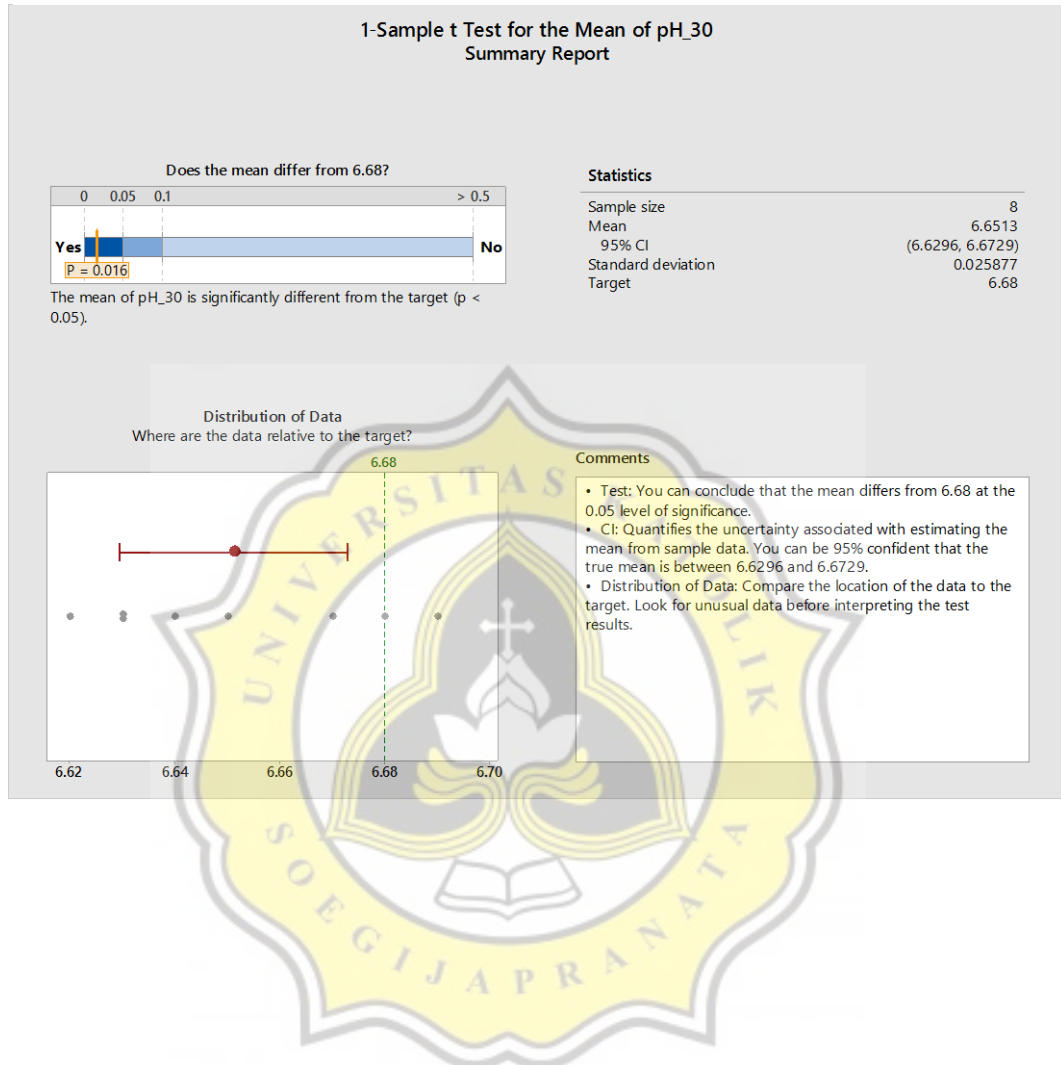 1-Sample t Test for the Mean of pH_30
Summary Report
Does the mean differ from 6.68?
0 0.05 0.1 > 0.5
Yes No
P = 0.016
The mean of pH_30 is significantly different from the target (p <
0.05).
Statistics
Sample size 8
Mean 6.6513
95% CI (6.6296, 6.6729)
Standard deviation 0.025877
Target 6.68
Distribution of Data
Where are the data relative to the target?
6.68
6.62 6.64 6.66 6.68 6.70
Comments
• Test: You can conclude that the mean differs from 6.68 at the
0.05 level of significance.
• CI: Quantifies the uncertainty associated with estimating the
mean from sample data. You can be 95% confident that the
true mean is between 6.6296 and 6.6729.
• Distribution of Data: Compare the location of the data to the
target. Look for unusual data before interpreting the test
results.
UNIVERSITAS KATOLIK
SOEGIJAPRANATA